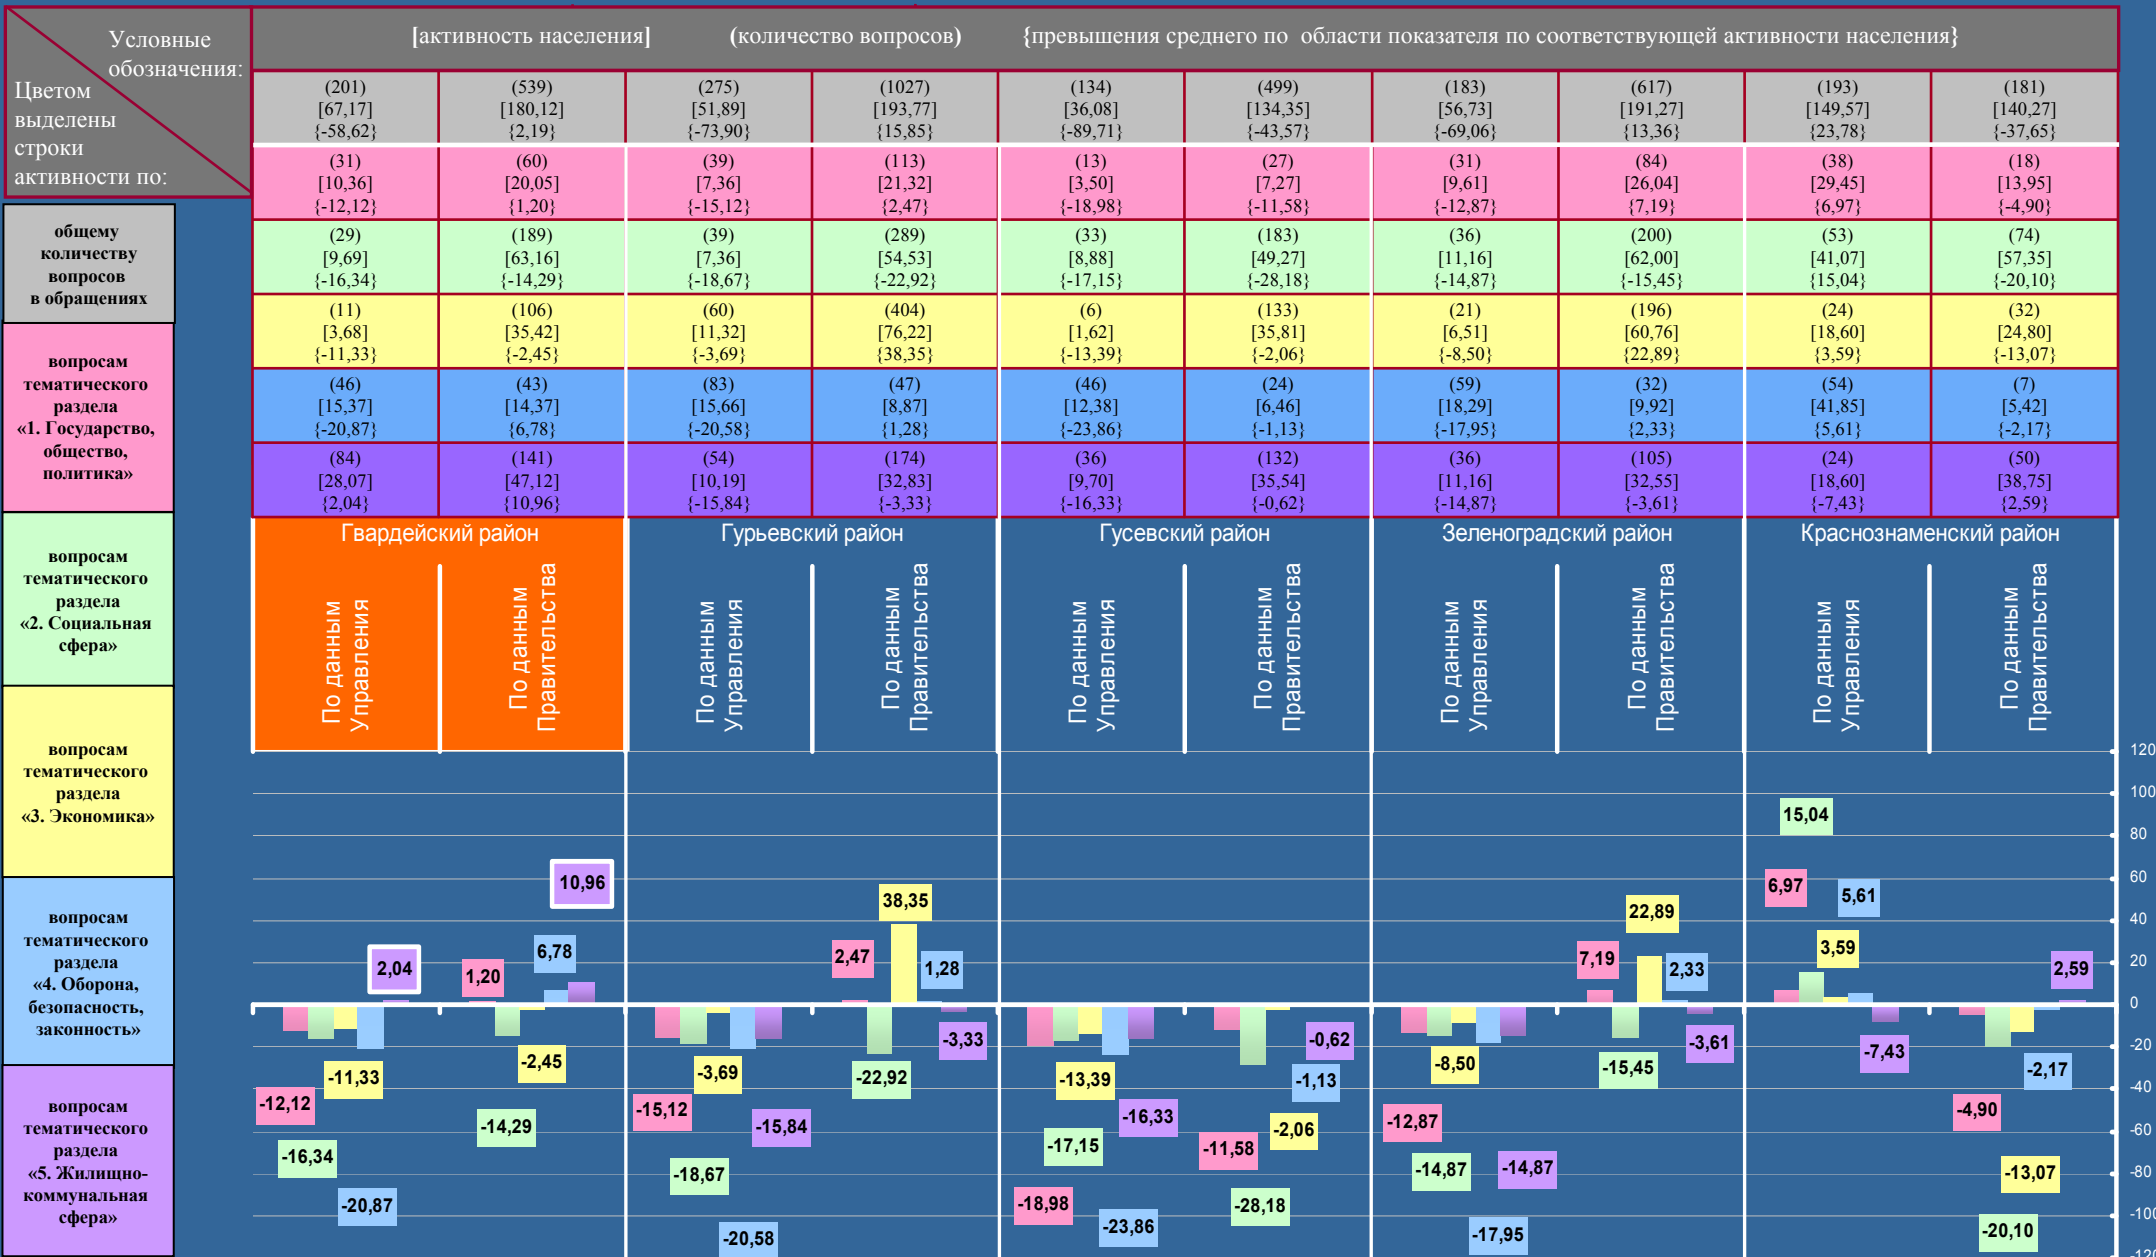 Условные
обозначения:
Цветом
выделены
строки
активности по:
[активность населения] (количество вопросов) {превышения среднего по области показателя по соответствующей активности населения}
(201) (539) (275) (1027) (134) (499) (183) (617) (193) (181)
[67,17] [180,12] [51,89] [193,77] [36,08] [134,35] [56,73] [191,27] [149,57] [140,27]
{-58,62} {2,19} {-73,90} {15,85} {-89,71} {-43,57} {-69,06} {13,36} {23,78} {-37,65}
(31) (60) (39) (113) (13) (27) (31) (84) (38) (18)
[10,36] [20,05] [7,36] [21,32] [3,50] [7,27] [9,61] [26,04] [29,45] [13,95]
{-12,12} {1,20} {-15,12} {2,47} {-18,98} {-11,58} {-12,87} {7,19} {6,97} {-4,90}
(29) (189) (39) (289) (33) (183) (36) (200) (53) (74)
[9,69] [63,16] [7,36] [54,53] [8,88] [49,27] [11,16] [62,00] [41,07] [57,35]
{-16,34} {-14,29} {-18,67} {-22,92} {-17,15} {-28,18} {-14,87} {-15,45} {15,04} {-20,10}
(11) (106) (60) (404) (6) (133) (21) (196) (24) (32)
[3,68] [35,42] [11,32] [76,22] [1,62] [35,81] [6,51] [60,76] [18,60] [24,80]
{-11,33} {-2,45} {-3,69} {38,35} {-13,39} {-2,06} {-8,50} {22,89} {3,59} {-13,07}
(46) (43) (83) (47) (46) (24) (59) (32) (54) (7)
[15,37] [14,37] [15,66] [8,87] [12,38] [6,46] [18,29] [9,92] [41,85] [5,42]
{-20,87} {6,78} {-20,58} {1,28} {-23,86} {-1,13} {-17,95} {2,33} {5,61} {-2,17}
(84) (141) (54) (174) (36) (132) (36) (105) (24) (50)
[28,07] [47,12] [10,19] [32,83] [9,70] [35,54] [11,16] [32,55] [18,60] [38,75]
{2,04} {10,96} {-15,84} {-3,33} {-16,33} {-0,62} {-14,87} {-3,61} {-7,43} {2,59}
общему
количеству
вопросов
в обращениях
вопросам
тематического
раздела
«1. Государство,
общество,
политика»
вопросам
тематического
раздела
«2. Социальная
сфера»
вопросам
тематического
раздела
«3. Экономика»
вопросам
тематического
раздела
«4. Оборона,
безопасность,
законность»
вопросам
тематического
раздела
«5. Жилищно-
коммунальная
сфера»
Гвардейский район Гурьевский район Гусевский район Зеленоградский район Краснознаменский район
По данным
Управления
По данным
Правительства
По данным
Управления
По данным
Правительства
По данным
Управления
По данным
Правительства
По данным
Управления
По данным
Правительства
По данным
Управления
По данным
Правительства
120
100
80
60
40
20
0
-20
-40
-60
-80
-100
-120
-12,12
-16,34
-11,33
-20,87
2,04
1,20
-14,29
-2,45
6,78
10,96
-15,12
-18,67
-3,69
-20,58
-15,84
2,47
-22,92
38,35
1,28
-3,33
-18,98
-17,15
-13,39
-23,86
-16,33
-11,58
-28,18
-2,06
-1,13
-0,62
-12,87
-14,87
-8,50
-17,95
-14,87
7,19
-15,45
22,89
2,33
-3,61
6,97
15,04
3,59
5,61
-7,43
-4,90
-20,10
-13,07
-2,17
2,59